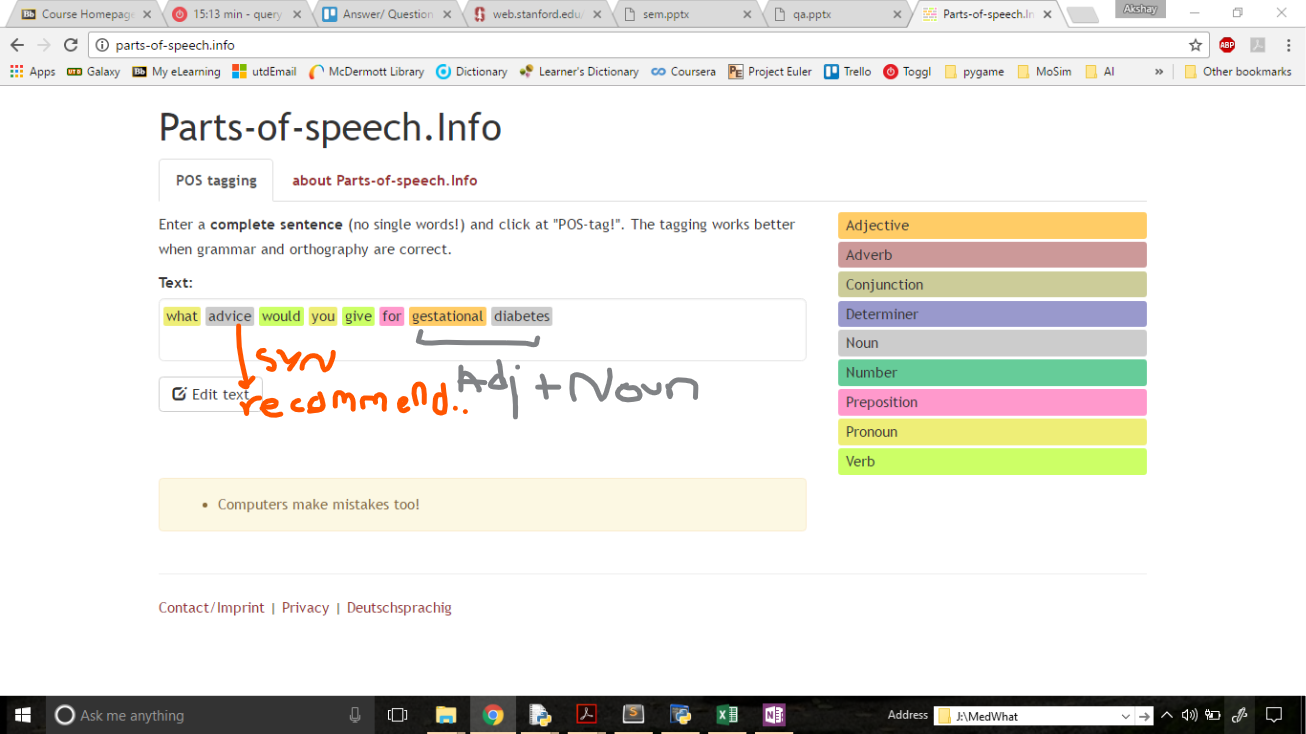 Course Homepage
15:13 min - query
Answer/ Question
web.stanford.edu/
sem.pptx
qa.pptx
Parts-of-speech.In
Akshay
parts-of-speech.info
ABP
Apps
Galaxy
Bb My eLearning
utdEmail
McDermott Library
Dictionary
Learner's Dictionary
Coursera
PE Project Euler
Trello
Toggl
pygame
MoSim
AI
»
Other bookmarks
Parts-of-speech.Info
POS tagging
about Parts-of-speech.Info
Enter a complete sentence (no single words!) and click at "POS-tag!". The tagging works better
when grammar and orthography are correct.
Text:
what advice would you give for gestational diabetes
syn
recommend..
Adj + Noun
Edit text
Computers make mistakes too!
Adjective
Adverb
Conjunction
Determiner
Noun
Number
Preposition
Pronoun
Verb
Contact/Imprint | Privacy | Deutschsprachig
Ask me anything
Address
J:\MedWhat